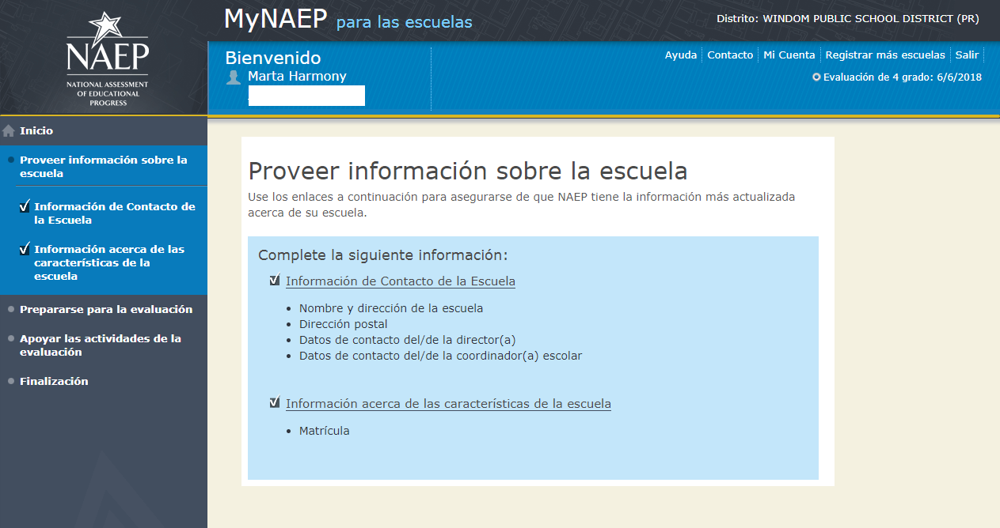 NAEP
NATIONAL ASSESSMENT
OF EDUCATIONAL
PROGRESS
MyNAEP para las escuelas
Distrito: WINDOM PUBLIC SCHOOL DISTRICT (PR)
Bienvenido
Marta Harmony
Ayuda Contacto Mi Cuenta Registrar más escuelas Salir
Evaluación de 4 grado: 6/6/2018
Inicio
Proveer información sobre la
escuela
Información de Contacto de
la Escuela
Información acerca de las
características de la
escuela
Prepararse para la evaluación
Apoyar las actividades de la
evaluación
Finalización
Proveer información sobre la escuela
Use los enlaces a continuación para asegurarse de que NAEP tiene la información más actualizada
acerca de su escuela.
Complete la siguiente información:
Información de Contacto de la Escuela
Nombre y dirección de la escuela
Dirección postal
Datos de contacto del/de la director(a)
Datos de contacto del/de la coordinador(a) escolar
Información acerca de las características de la escuela
Matrícula